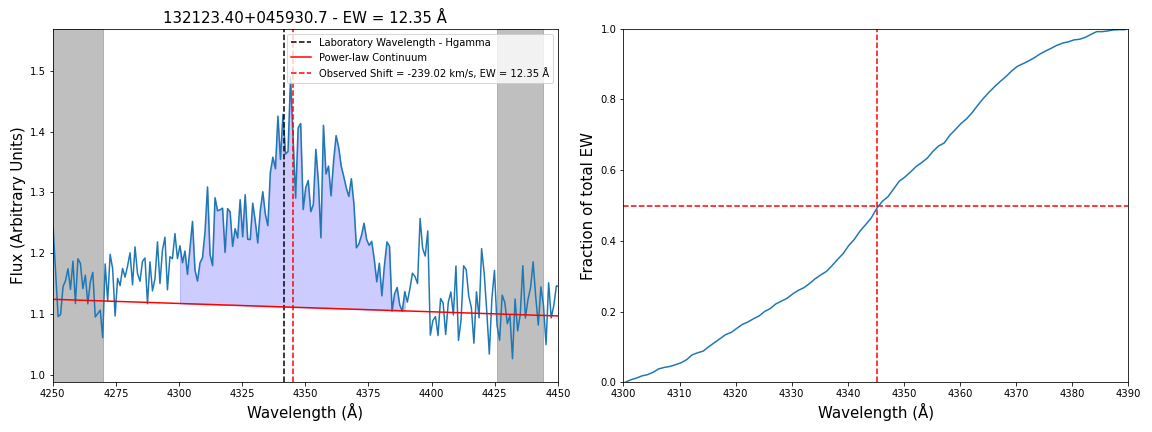 132123.40+045930.7 - EW = 12.35 Å
Laboratory Wavelength - Hgamma
Power-law Continuum
Observed Shift = -239.02 km/s, EW = 12.35 Å
Flux (Arbitrary Units)
1.5
1.4
1.3
1.2
1.1
1.0
4250 4275 4300 4325 4350 4375 4400 4425 4450
Wavelength (Å)
Fraction of total EW
1.0
0.8
0.6
0.4
0.2
0.0
4300 4310 4320 4330 4340 4350 4360 4370 4380 4390
Wavelength (Å)